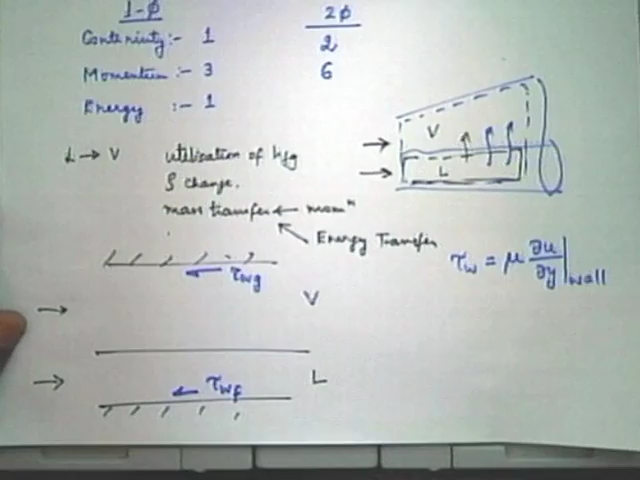 1-φ 2φ
Continuity :- 1 2
Momentum :- 3 6
Energy :- 1
L → V utilisation of hfg
ρ change.
mass transfer ← momⁿ
Energy Transfer
V
L
τw = μ ∂u/∂y |wall
τwg
V
τwf
L